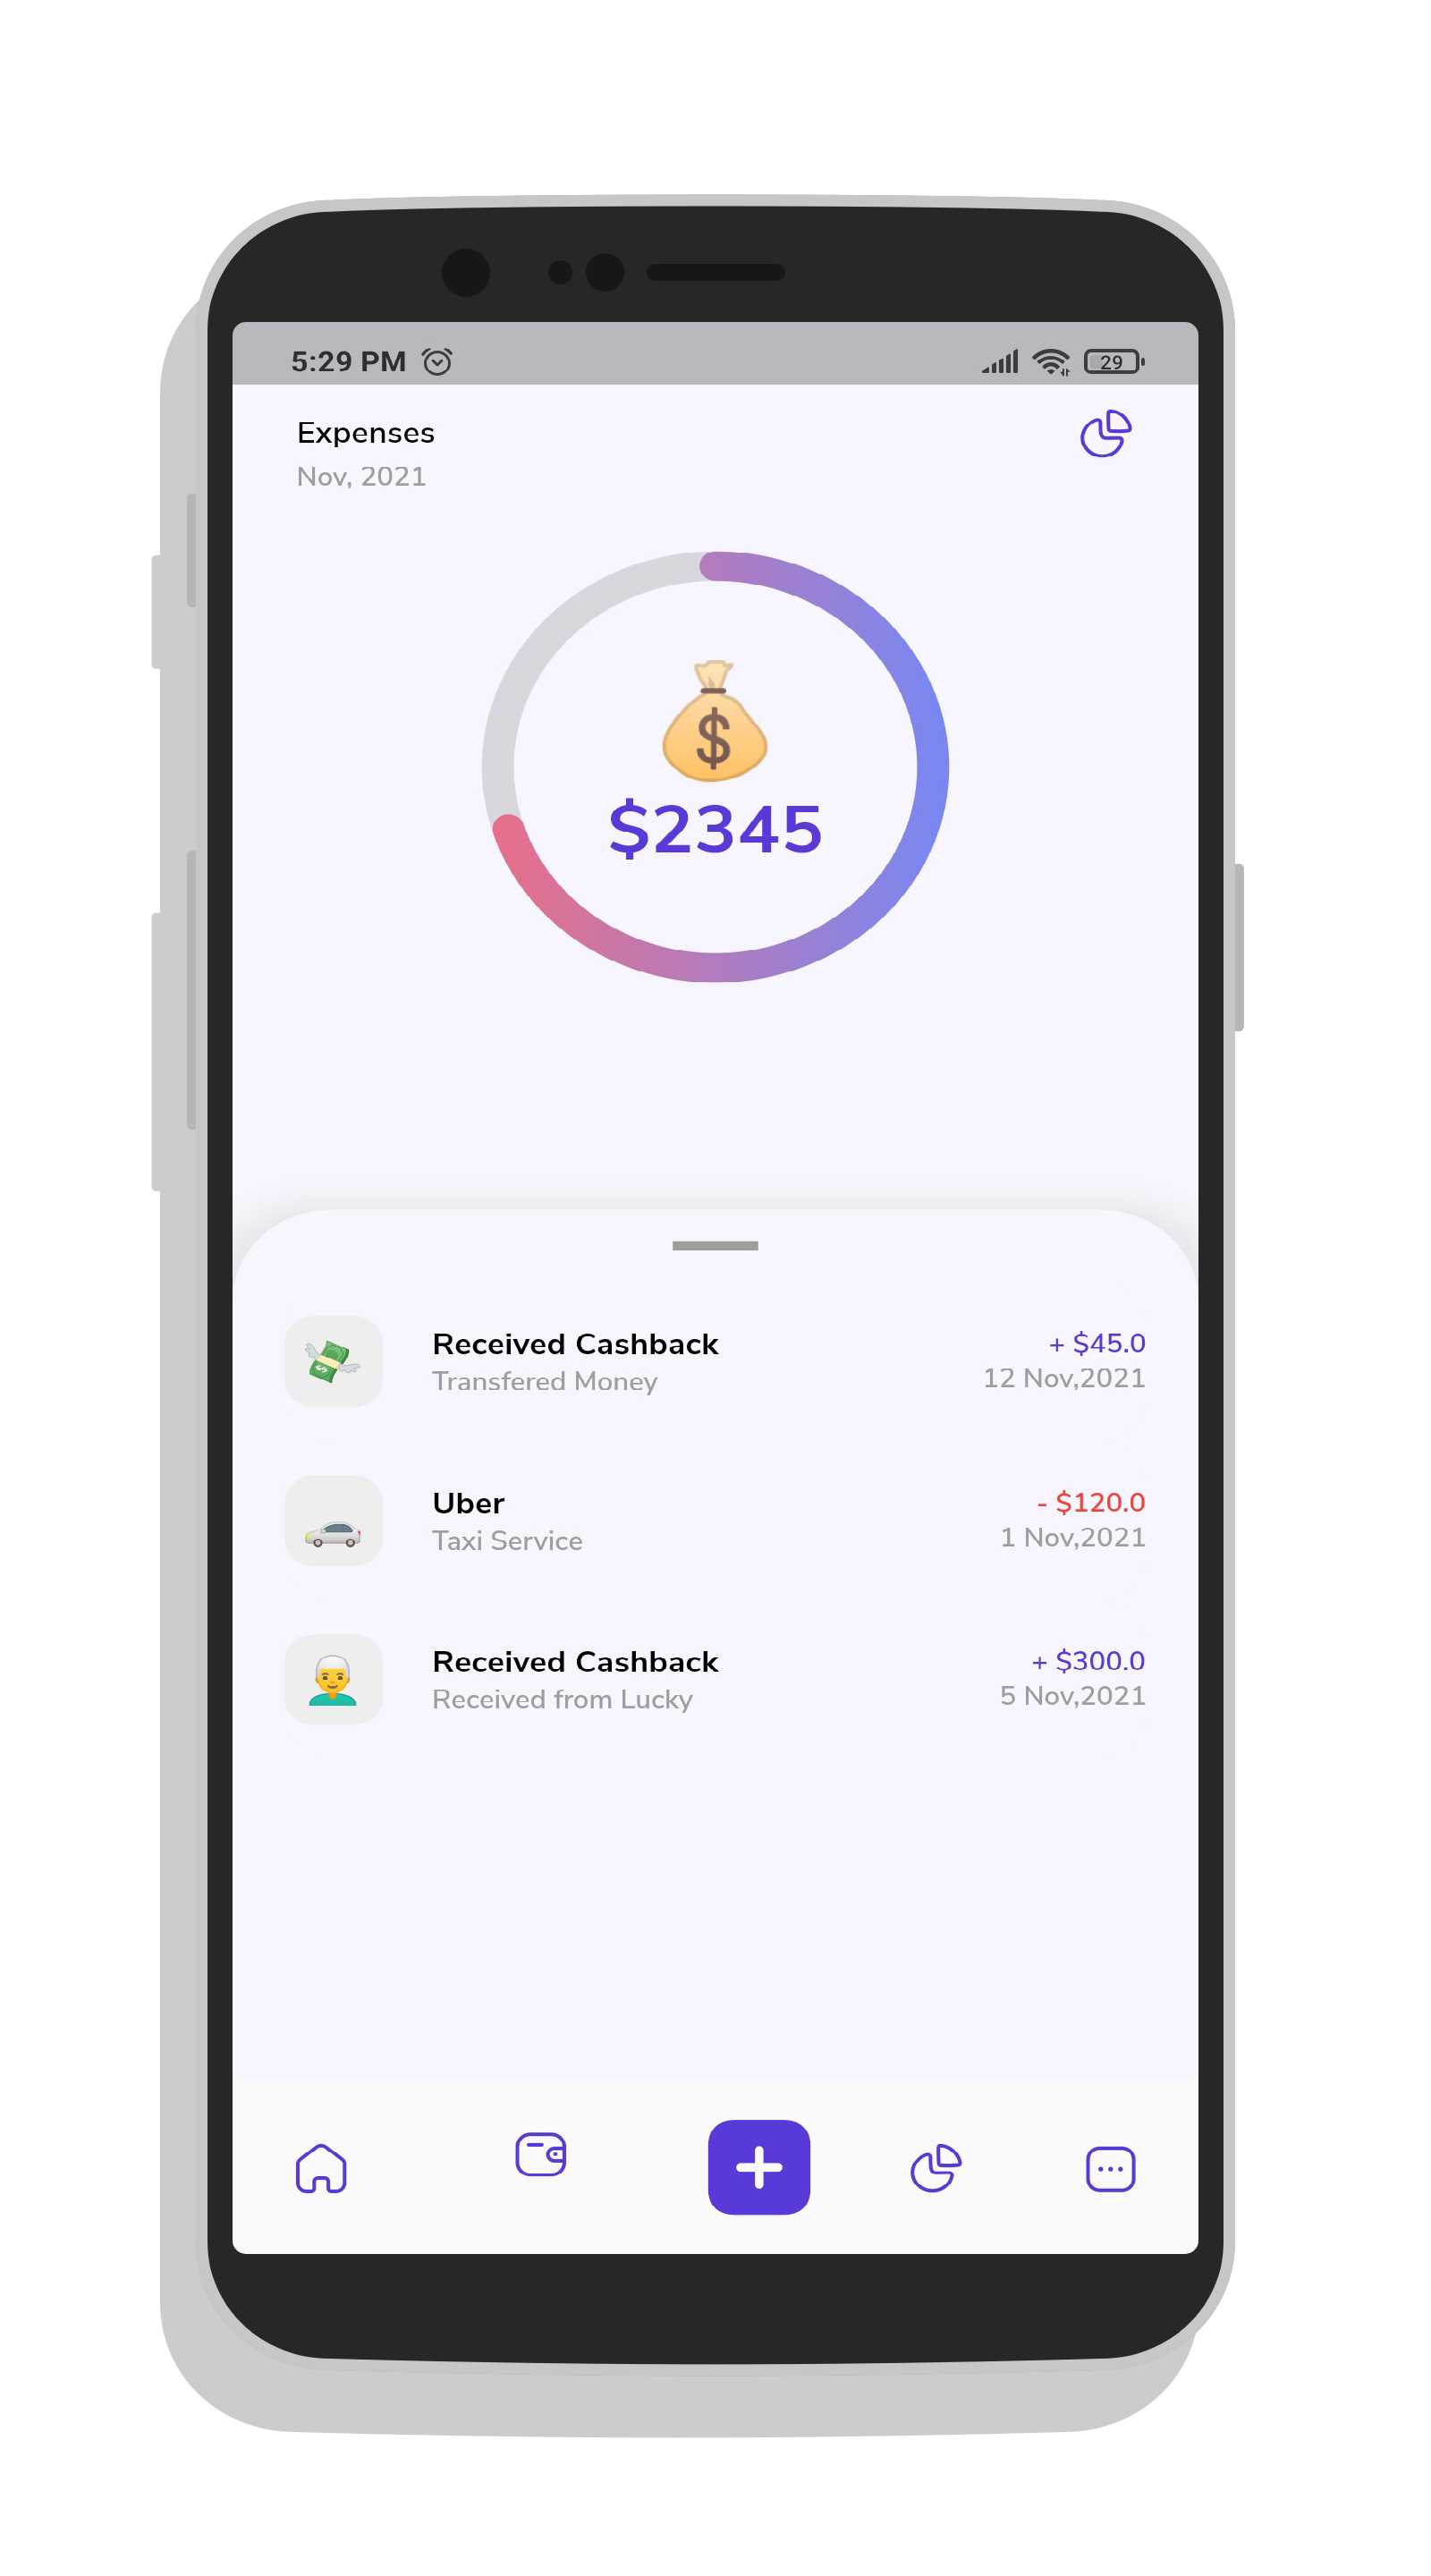 5:29 PM
29
Expenses
Nov, 2021
$2345
Received Cashback
+ $45.0
Transfered Money
12 Nov,2021
Uber
- $120.0
Taxi Service
1 Nov,2021
Received Cashback
+ $300.0
Received from Lucky
5 Nov,2021